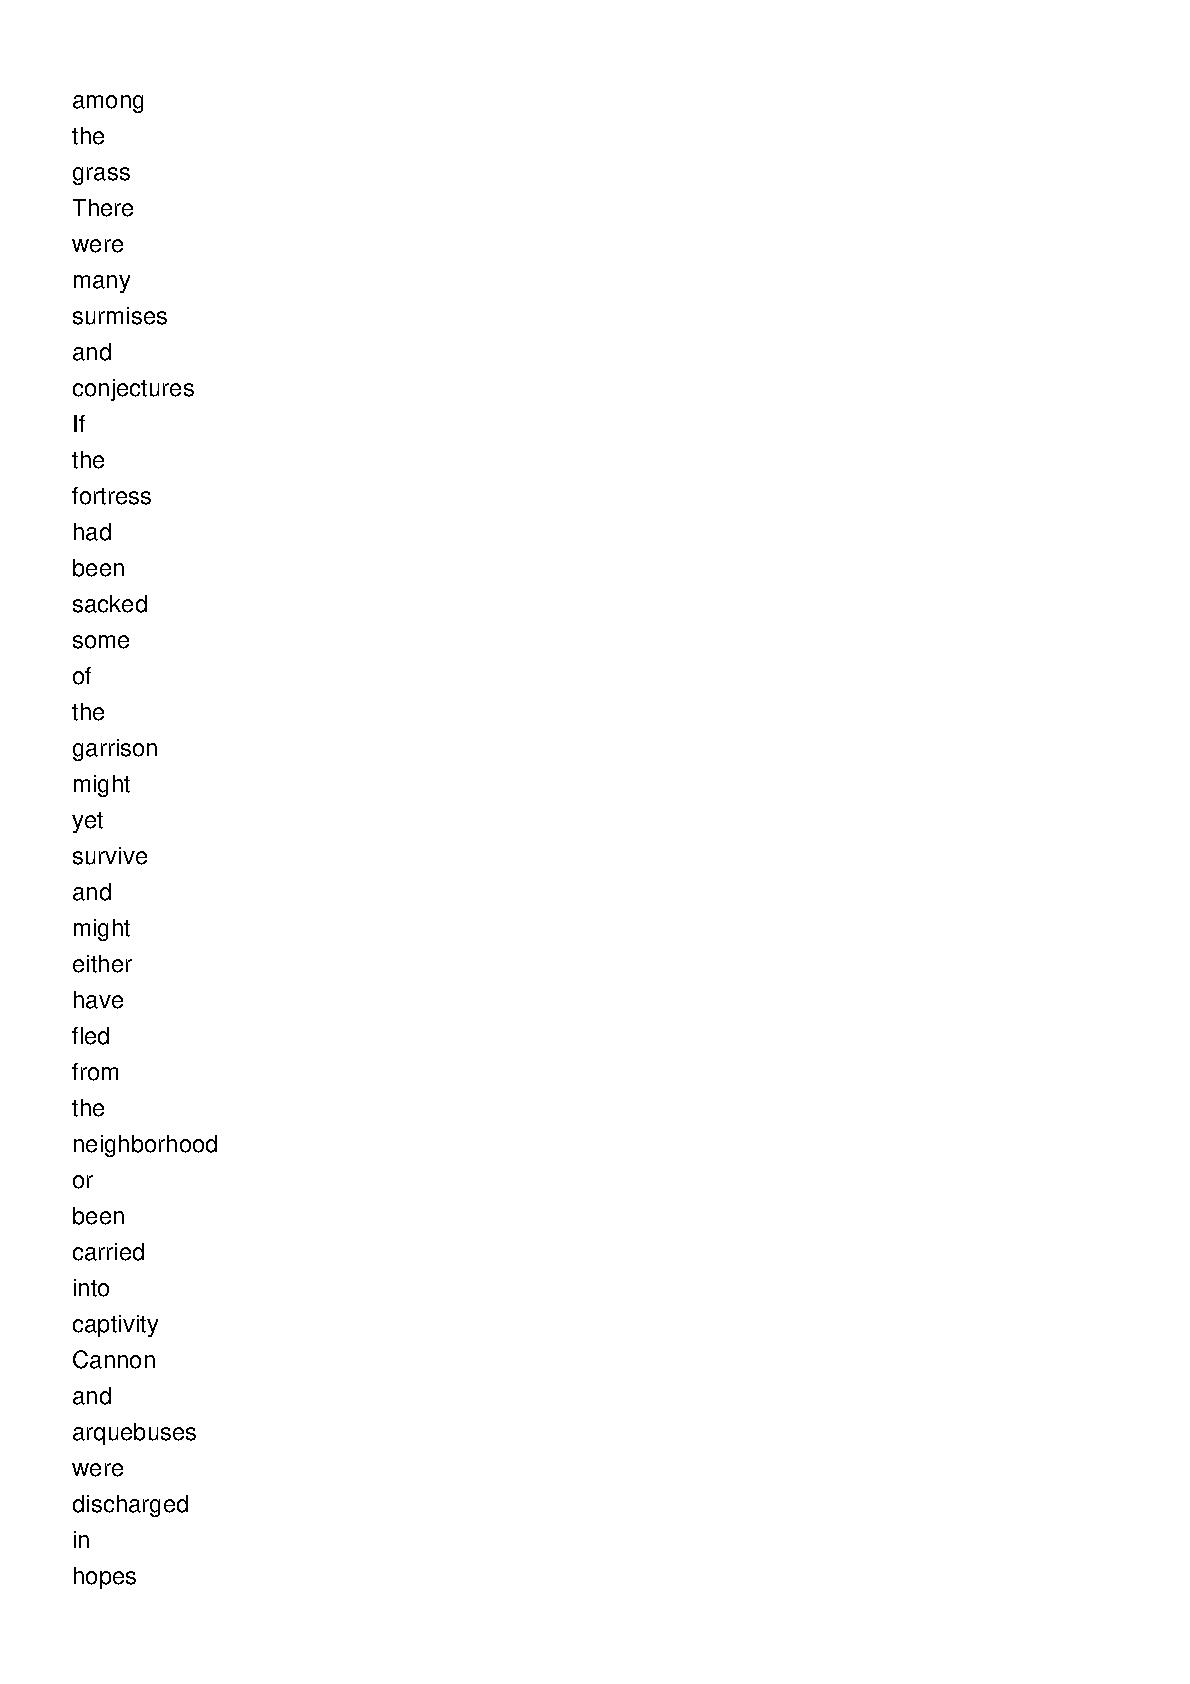 among
the
grass
There
were
many
surmises
and
conjectures
If
the
fortress
had
been
sacked
some
of
the
garrison
might
yet
survive
and
might
either
have
fled
from
the
neighborhood
or
been
carried
into
captivity
Cannon
and
arquebuses
were
discharged
in
hopes